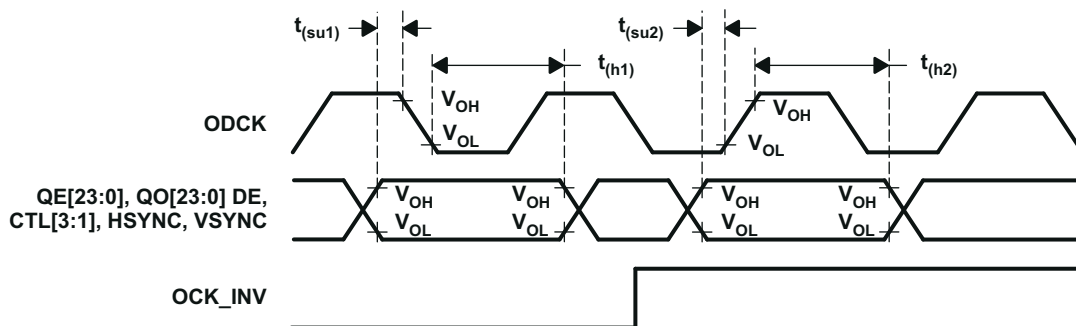 t(su1)
t(su2)
t(h1)
t(h2)
ODCK
VOH
VOL
VOH
VOL
QE[23:0], QO[23:0] DE,
CTL[3:1], HSYNC, VSYNC
VOH
VOH
VOH
VOH
VOL
VOL
VOL
VOL
OCK_INV